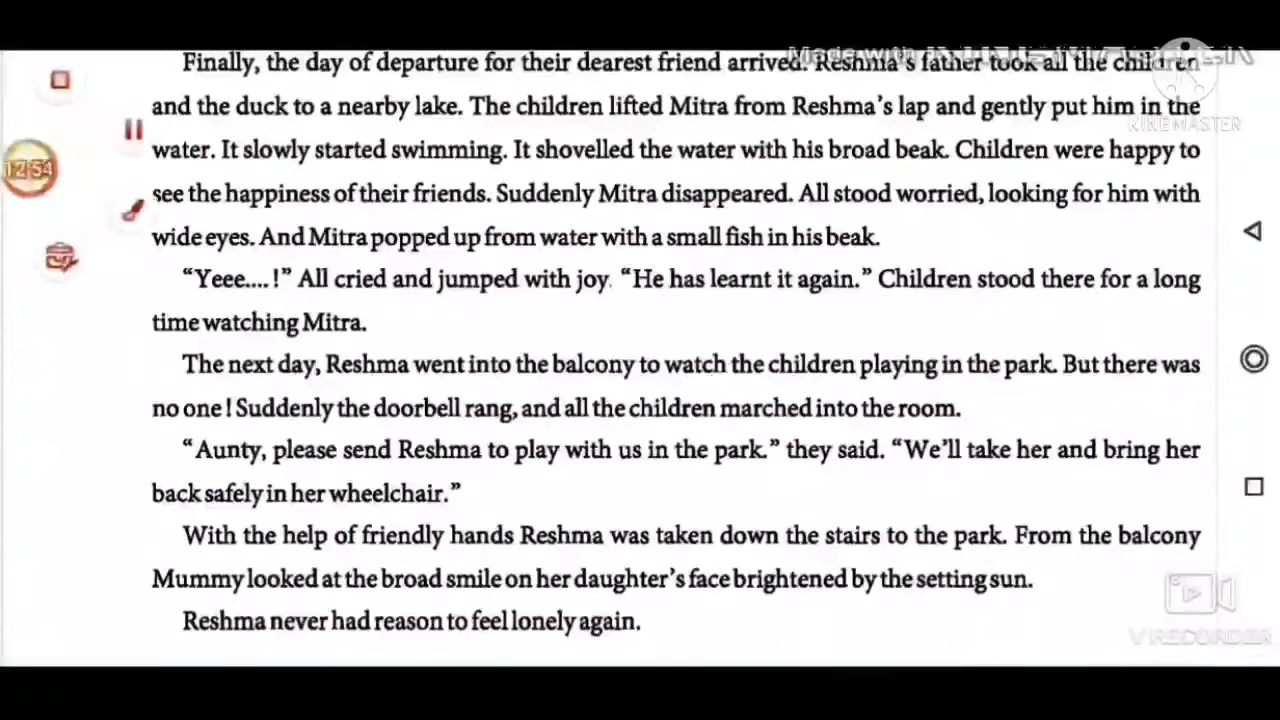 Made with KINEMASTER
Finally, the day of departure for their dearest friend arrived. Reshma's father took all the children
and the duck to a nearby lake. The children lifted Mitra from Reshma's lap and gently put him in the
KINEMASTER
water. It slowly started swimming. It shovelled the water with his broad beak. Children were happy to
12:54
see the happiness of their friends. Suddenly Mitra disappeared. All stood worried, looking for him with
wide eyes. And Mitra popped up from water with a small fish in his beak.
“Yeee....!” All cried and jumped with joy. “He has learnt it again.” Children stood there for a long
time watching Mitra.
The next day, Reshma went into the balcony to watch the children playing in the park. But there was
no one! Suddenly the doorbell rang, and all the children marched into the room.
“Aunty, please send Reshma to play with us in the park.” they said. “We'll take her and bring her
back safely in her wheelchair.”
With the help of friendly hands Reshma was taken down the stairs to the park. From the balcony
Mummy looked at the broad smile on her daughter's face brightened by the setting sun.
Reshma never had reason to feel lonely again.
VRECORDER